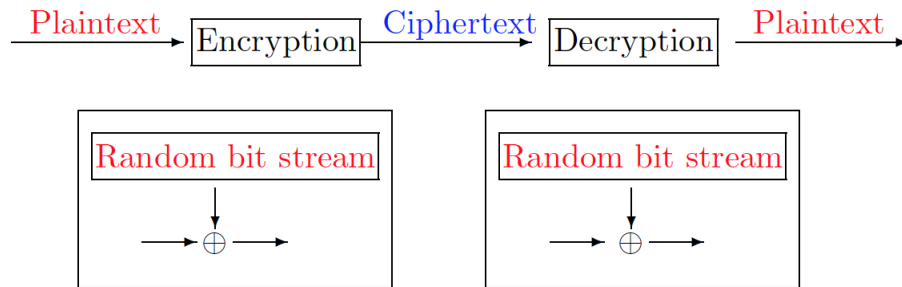 Plaintext Encryption Ciphertext Decryption Plaintext
Random bit stream Random bit stream
⊕ ⊕